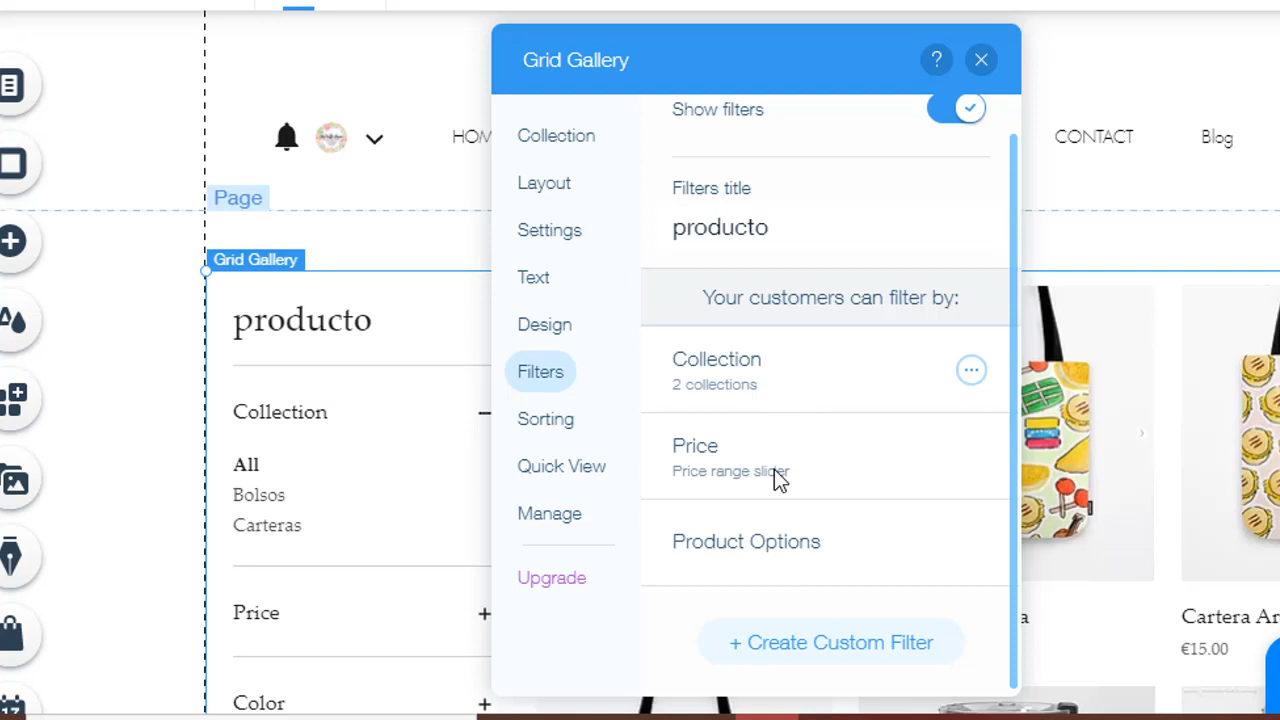 Grid Gallery
?
Collection
Layout
Settings
Text
Design
Filters
Sorting
Quick View
Manage
Upgrade
Show filters
Filters title
producto
Your customers can filter by:
Collection
2 collections
Price
Price range slider
Product Options
+ Create Custom Filter
HOM
CONTACT
Blog
Page
Grid Gallery
producto
Collection
All
Bolsos
Carteras
Price
Color
a
Cartera Ar
€15.00